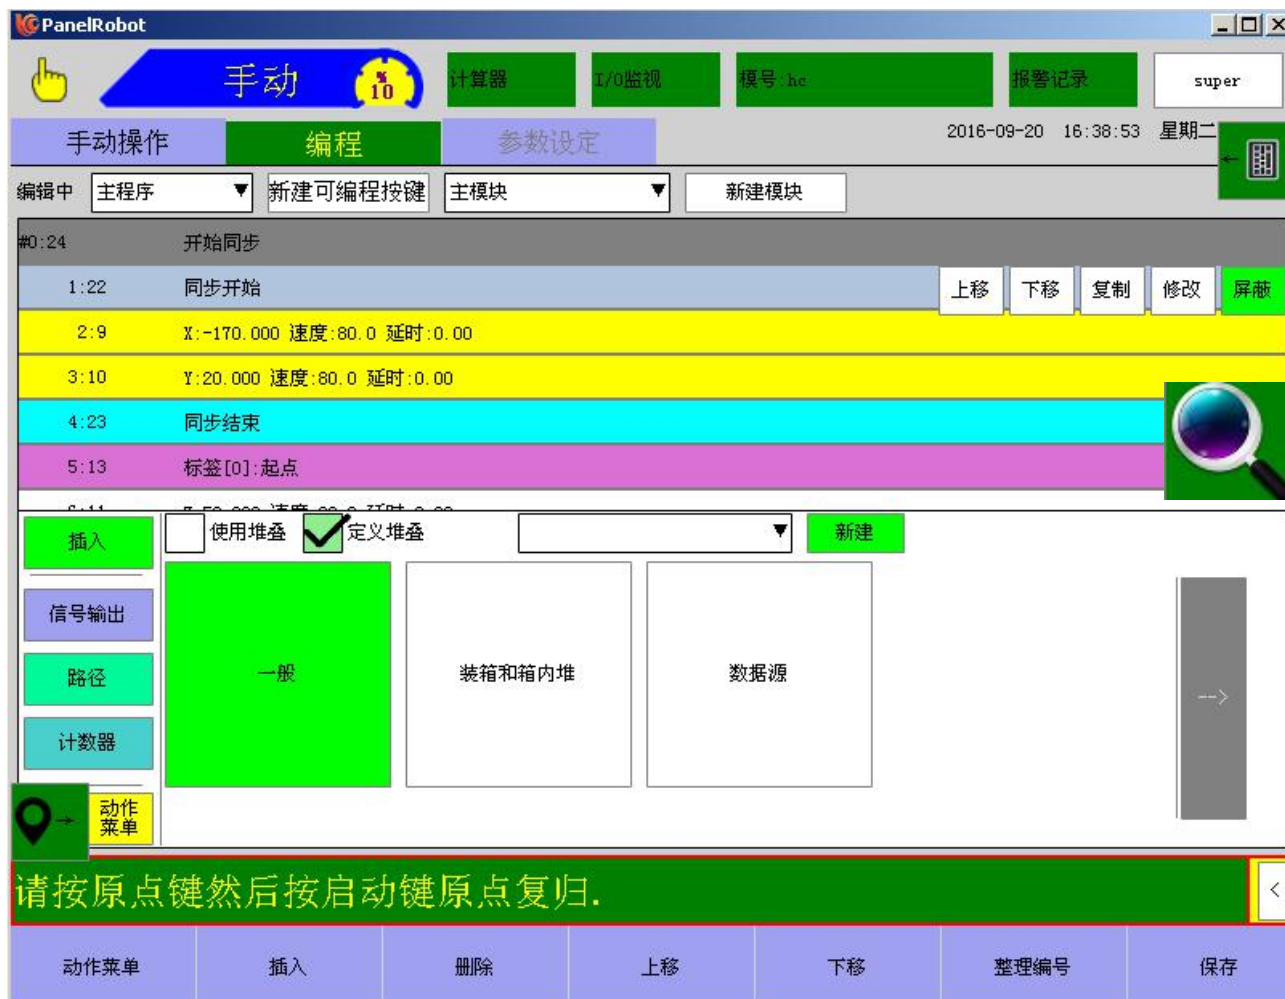 PanelRobot
手动
%
10
计算器
I/O监视
模号:hc
报警记录
super
手动操作
编程
参数设定
2016-09-20 16:38:53 星期二
编辑中
主程序
新建可编程按键
主模块
新建模块
#0:24 开始同步
1:22 同步开始
上移
下移
复制
修改
屏蔽
2:9 X:-170.000 速度:80.0 延时:0.00
3:10 Y:20.000 速度:80.0 延时:0.00
4:23 同步结束
5:13 标签[0]:起点
插入
使用堆叠
定义堆叠
新建
信号输出
路径
计数器
动作
菜单
一般
装箱和箱内堆
数据源
-->
请按原点键然后按启动键原点复归.
<
动作菜单
插入
删除
上移
下移
整理编号
保存